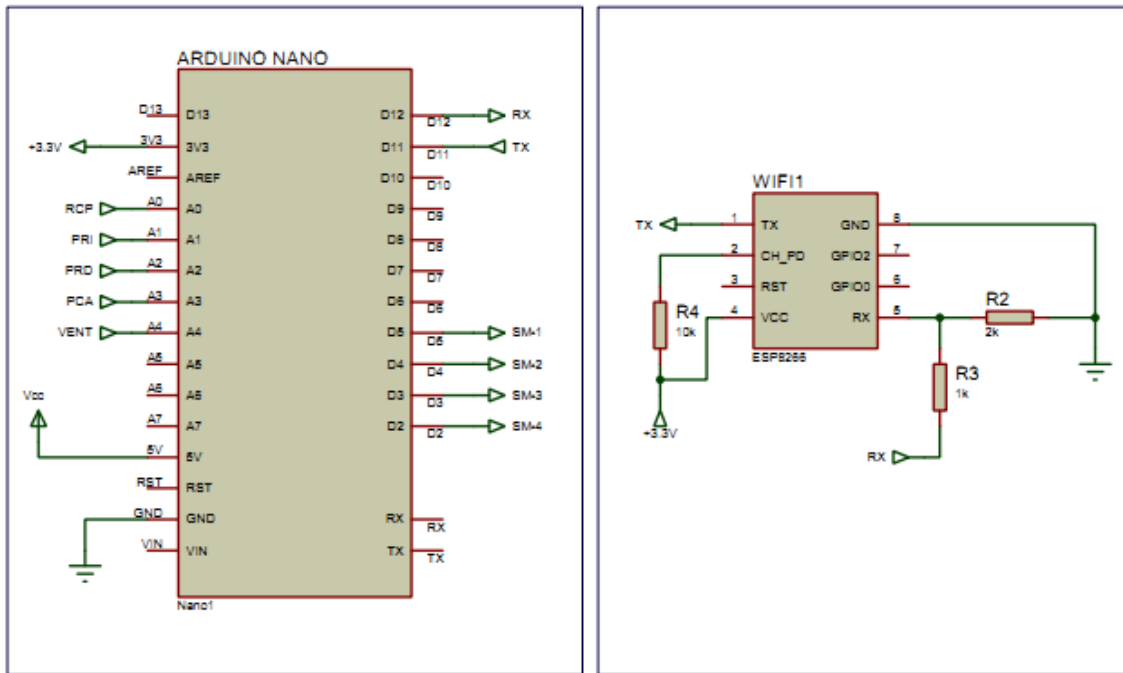 ARDUINO NANO
D13 D13 D12 D12 RX
+3.3V 3V3 3V3 D11 D11 TX
AREF AREF D10 D10
RCP A0 A0 D9 D9
PRI A1 A1 D8 D8
PRD A2 A2 D7 D7
PCA A3 A3 D6 D6
VENT A4 A4 D5 D5 SM-1
A5 A5 D4 D4 SM-2
A6 A6 D3 D3 SM-3
Vcc
A7 A7 D2 D2 SM-4
5V 5V
RST RST
GND GND RX RX
VIN VIN TX TX
Nano1
WIFI1
TX 1 TX GND 8
2 CH_PD GPIO2 7
3 RST GPIO0 6
4 VCC RX 5
ESP8266
R4
10k
+3.3V
R2
2k
R3
1k
RX